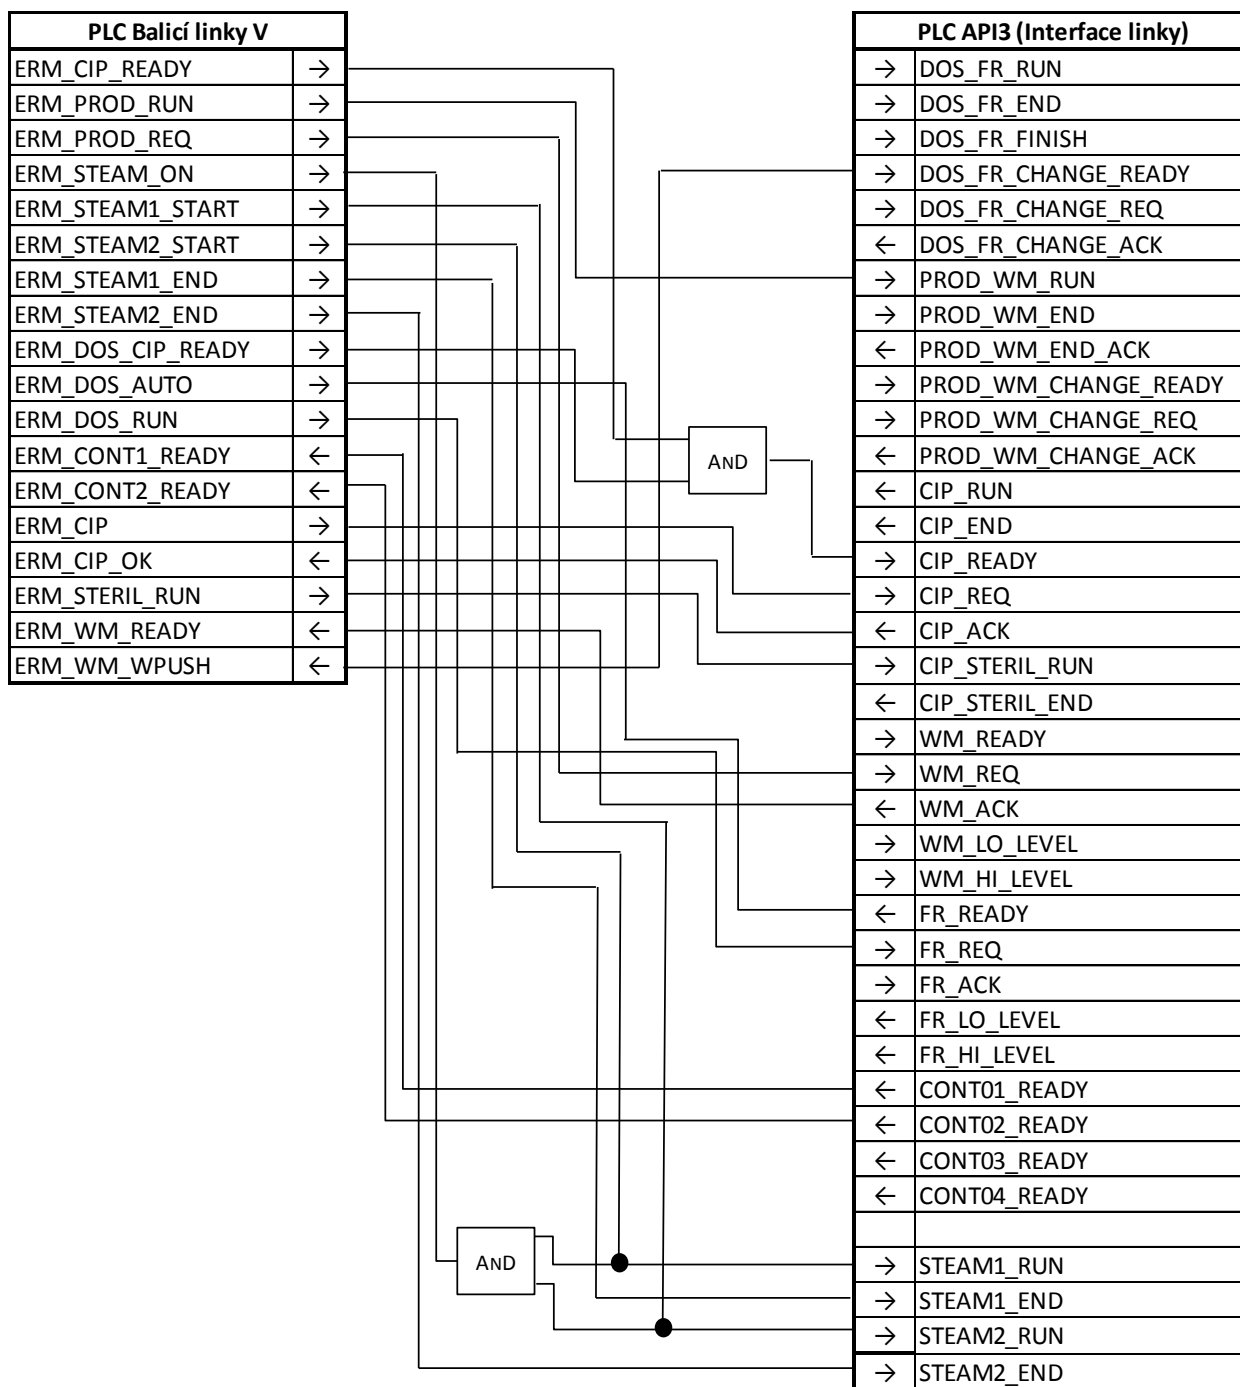 PLC Balicí linky V
ERM_CIP_READY →
ERM_PROD_RUN →
ERM_PROD_REQ →
ERM_STEAM_ON →
ERM_STEAM1_START →
ERM_STEAM2_START →
ERM_STEAM1_END →
ERM_STEAM2_END →
ERM_DOS_CIP_READY →
ERM_DOS_AUTO →
ERM_DOS_RUN →
ERM_CONT1_READY ←
ERM_CONT2_READY ←
ERM_CIP →
ERM_CIP_OK ←
ERM_STERIL_RUN →
ERM_WM_READY ←
ERM_WM_WPUSH ←
AND
AND
PLC API3 (Interface linky)
→ DOS_FR_RUN
→ DOS_FR_END
→ DOS_FR_FINISH
→ DOS_FR_CHANGE_READY
→ DOS_FR_CHANGE_REQ
← DOS_FR_CHANGE_ACK
→ PROD_WM_RUN
→ PROD_WM_END
← PROD_WM_END_ACK
→ PROD_WM_CHANGE_READY
→ PROD_WM_CHANGE_REQ
← PROD_WM_CHANGE_ACK
← CIP_RUN
← CIP_END
→ CIP_READY
→ CIP_REQ
← CIP_ACK
→ CIP_STERIL_RUN
← CIP_STERIL_END
→ WM_READY
→ WM_REQ
← WM_ACK
→ WM_LO_LEVEL
→ WM_HI_LEVEL
← FR_READY
→ FR_REQ
→ FR_ACK
← FR_LO_LEVEL
← FR_HI_LEVEL
← CONT01_READY
← CONT02_READY
← CONT03_READY
← CONT04_READY
→ STEAM1_RUN
→ STEAM1_END
→ STEAM2_RUN
→ STEAM2_END